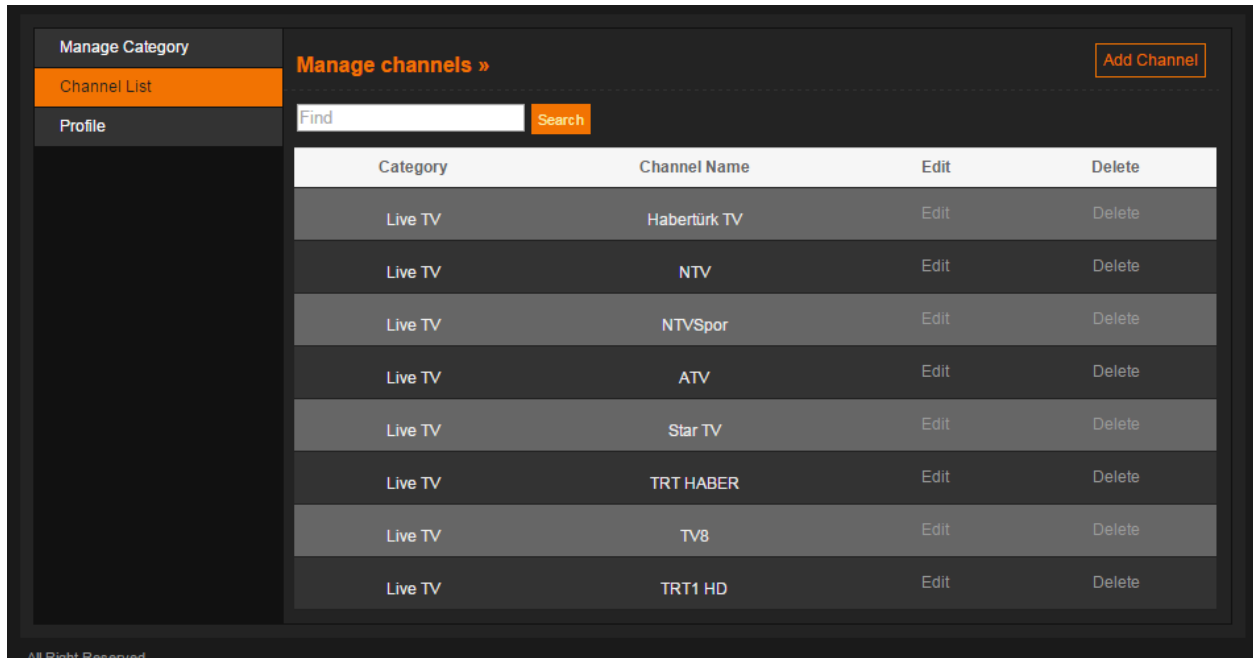 Manage Category
Channel List
Profile
Manage channels »
Add Channel
Find
Search
Category Channel Name Edit Delete
Live TV Habertürk TV Edit Delete
Live TV NTV Edit Delete
Live TV NTVSpor Edit Delete
Live TV ATV Edit Delete
Live TV Star TV Edit Delete
Live TV TRT HABER Edit Delete
Live TV TV8 Edit Delete
Live TV TRT1 HD Edit Delete
All Right Reserved